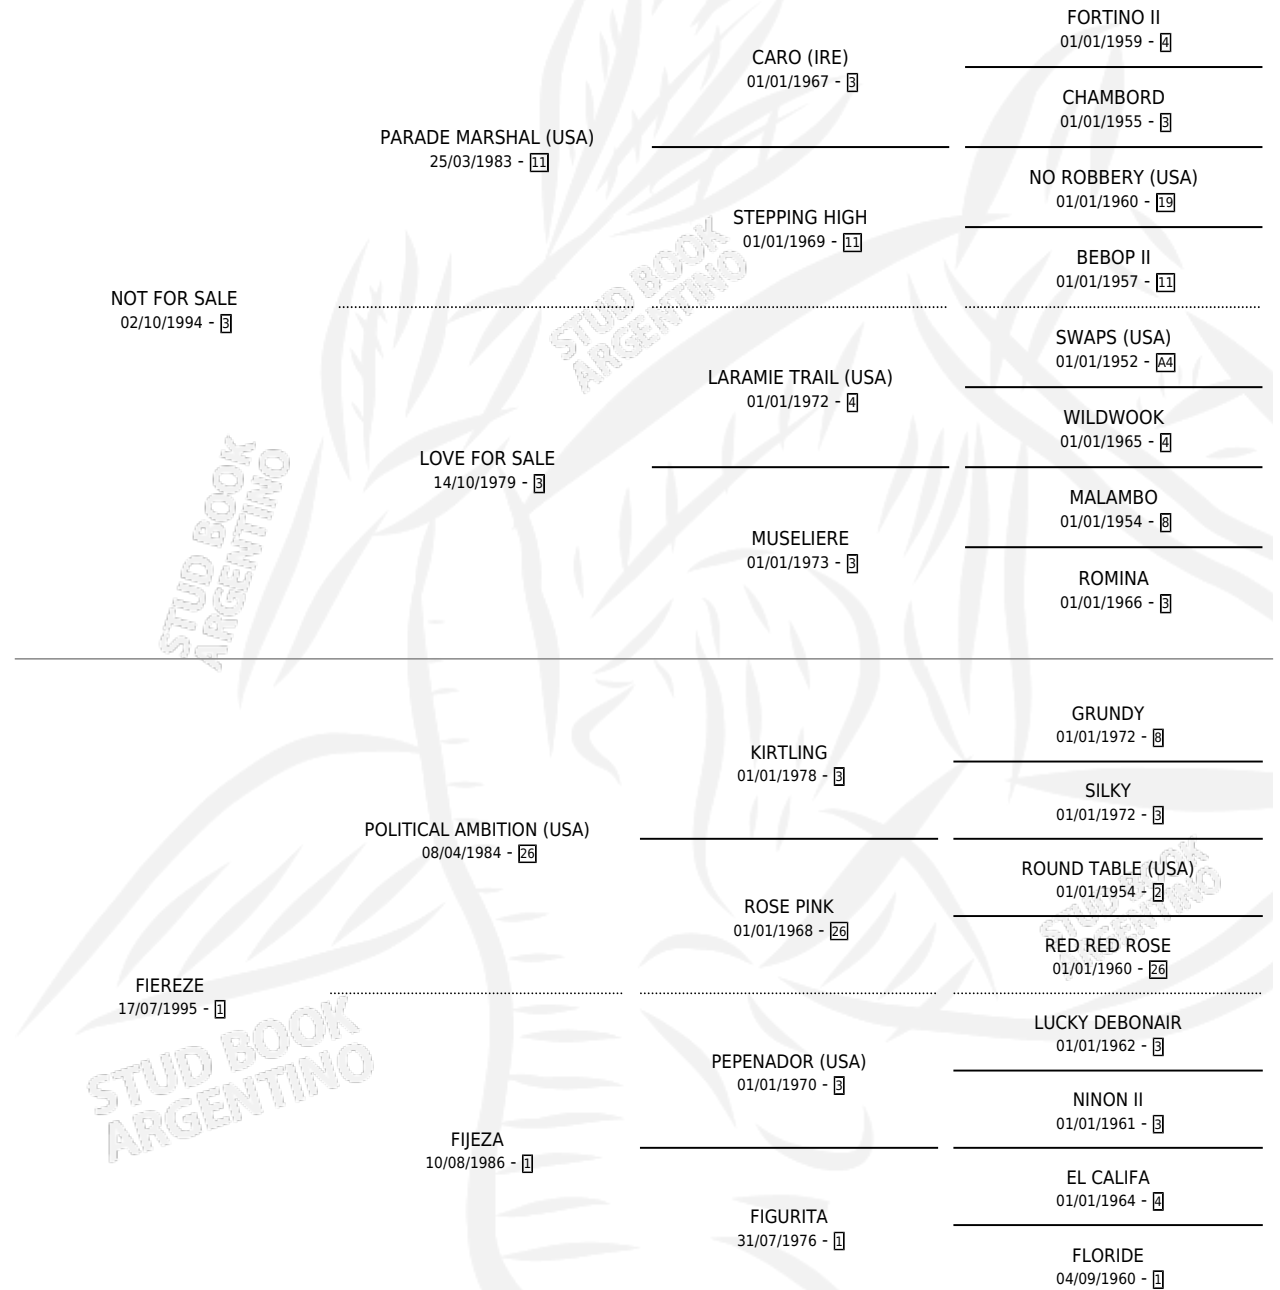 FORTINO II
01/01/1959 - 4
CARO (IRE)
01/01/1967 - 3
CHAMBORD
01/01/1955 - 3
PARADE MARSHAL (USA)
25/03/1983 - 11
NO ROBBERY (USA)
01/01/1960 - 19
STEPPING HIGH
01/01/1969 - 11
BEBOP II
01/01/1957 - 11
NOT FOR SALE
02/10/1994 - 3
STUD BOOK
ARGENTINO
SWAPS (USA)
01/01/1952 - A4
LARAMIE TRAIL (USA)
01/01/1972 - 4
WILDWOOK
01/01/1965 - 4
LOVE FOR SALE
14/10/1979 - 3
MALAMBO
01/01/1954 - 8
MUSELIERE
01/01/1973 - 3
ROMINA
01/01/1966 - 3
STUD BOOK
ARGENTINO
GRUNDY
01/01/1972 - 8
KIRTLING
01/01/1978 - 3
SILKY
01/01/1972 - 3
POLITICAL AMBITION (USA)
08/04/1984 - 26
ROUND TABLE (USA)
01/01/1954 - 2
ROSE PINK
01/01/1968 - 26
RED RED ROSE
01/01/1960 - 26
STUD BOOK
ARGENTINO
FIEREZE
17/07/1995 - 1
STUD BOOK
ARGENTINO
LUCKY DEBONAIR
01/01/1962 - 3
PEPENADOR (USA)
01/01/1970 - 3
NINON II
01/01/1961 - 3
FIJEZA
10/08/1986 - 1
EL CALIFA
01/01/1964 - 4
FIGURITA
31/07/1976 - 1
FLORIDE
04/09/1960 - 1